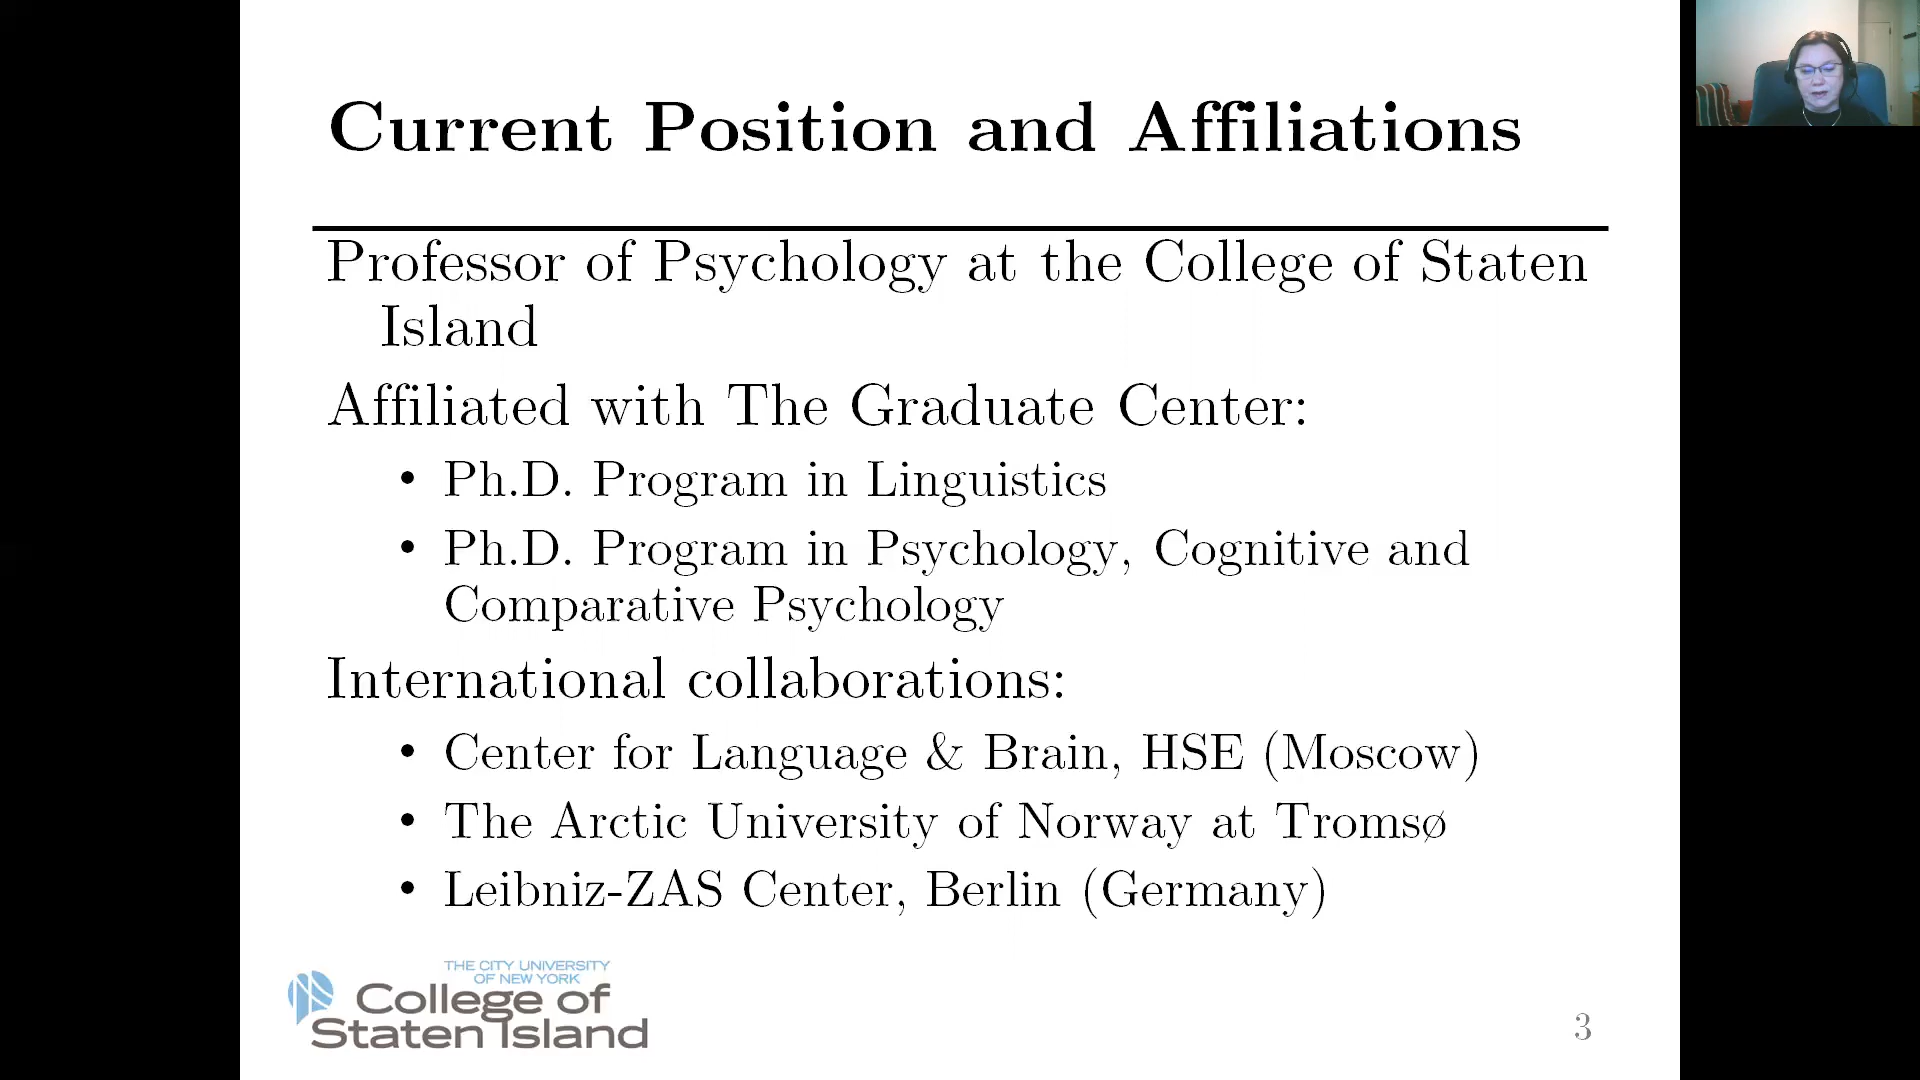 Current Position and Affiliations
Professor of Psychology at the College of Staten
Island
Affiliated with The Graduate Center:
• Ph.D. Program in Linguistics
• Ph.D. Program in Psychology, Cognitive and
Comparative Psychology
International collaborations:
• Center for Language & Brain, HSE (Moscow)
• The Arctic University of Norway at Tromsø
• Leibniz-ZAS Center, Berlin (Germany)
THE CITY UNIVERSITY
OF NEW YORK
College of
Staten Island
3